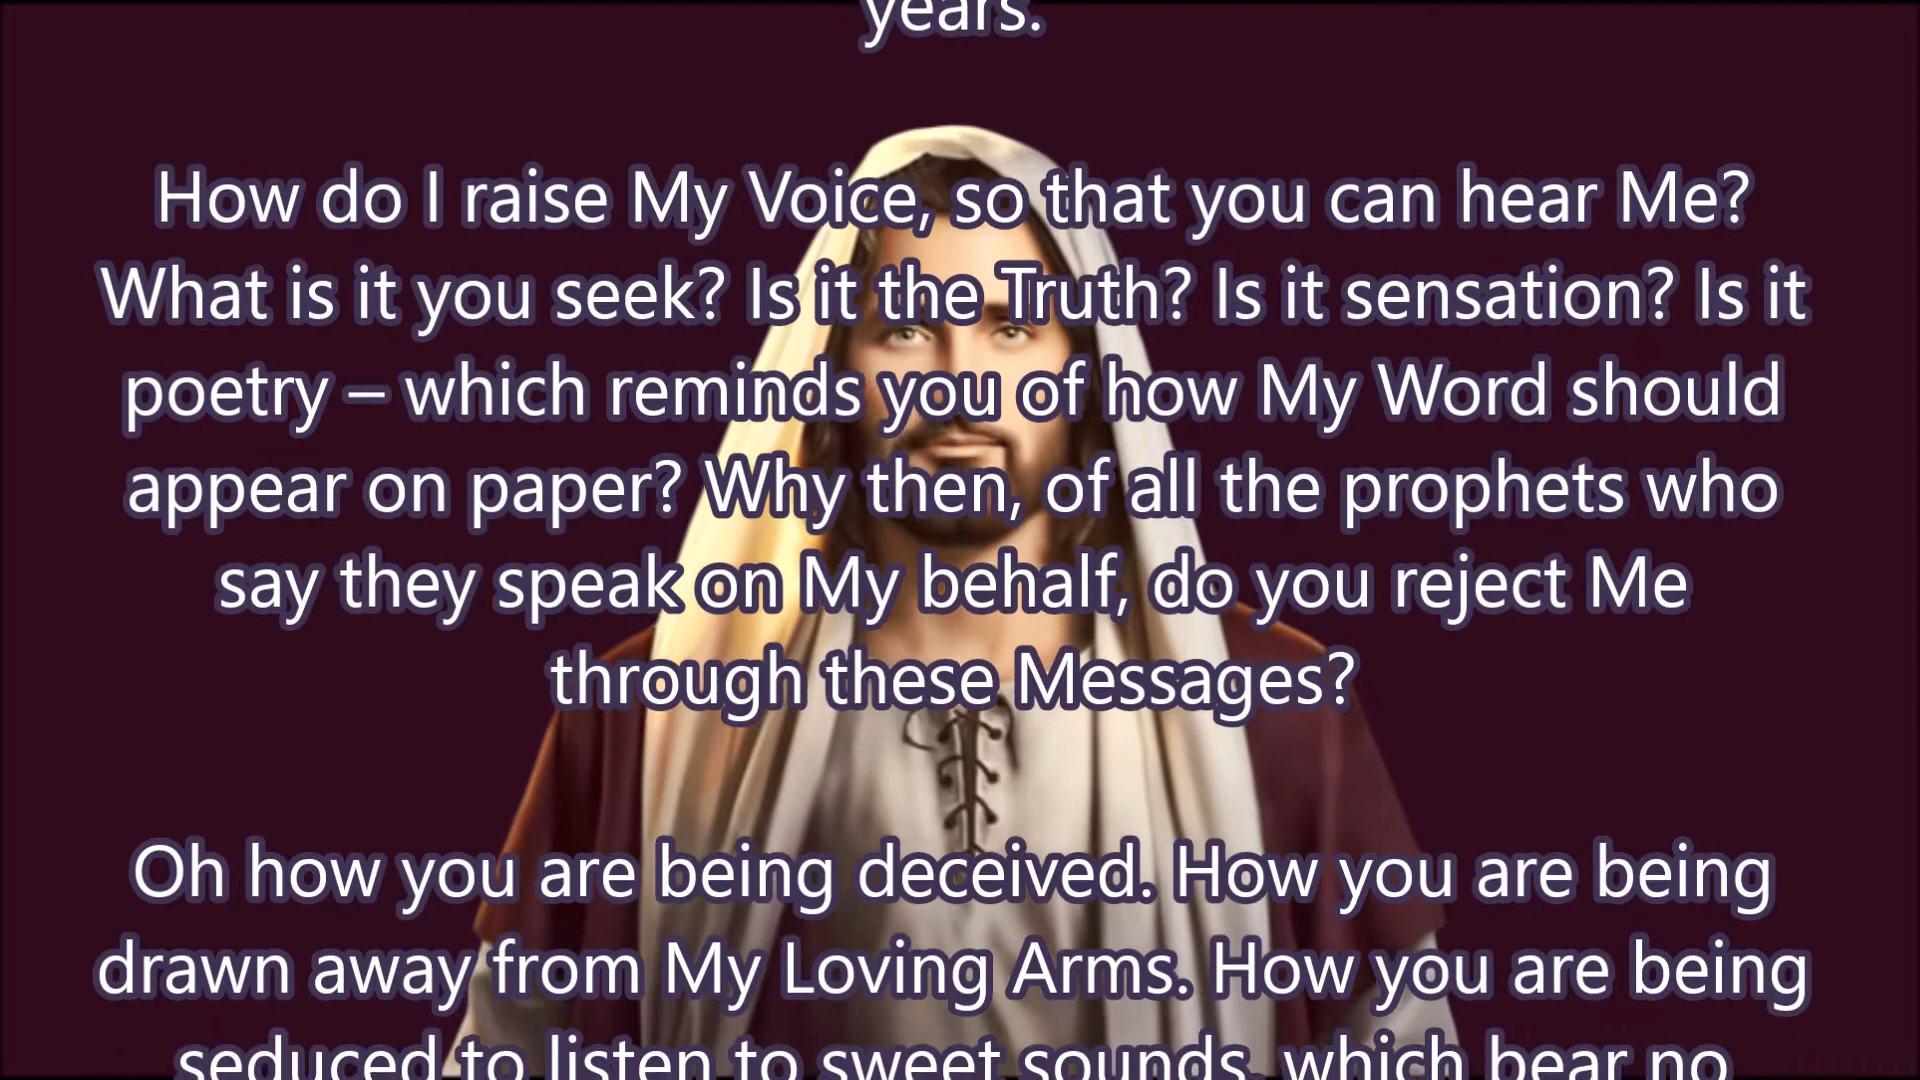 years.
How do I raise My Voice, so that you can hear Me?
What is it you seek? Is it the Truth? Is it sensation? Is it
poetry – which reminds you of how My Word should
appear on paper? Why then, of all the prophets who
say they speak on My behalf, do you reject Me
through these Messages?
Oh how you are being deceived. How you are being
drawn away from My Loving Arms. How you are being
seduced to listen to sweet sounds, which bear no